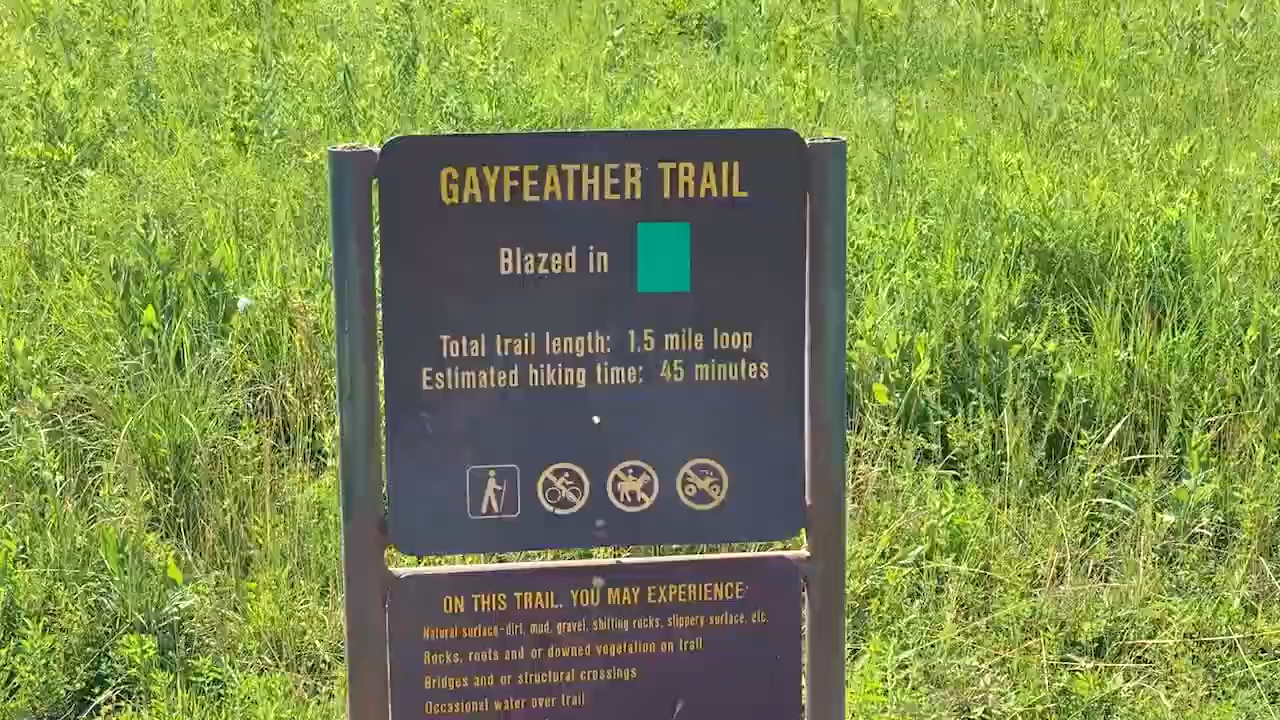 GAYFEATHER TRAIL
Blazed in
Total trail length: 1.5 mile loop
Estimated hiking time: 45 minutes
ON THIS TRAIL, YOU MAY EXPERIENCE:
Natural surface-dirt, mud, gravel, shifting rocks, slippery surface, etc.
Rocks, roots and or downed vegetation on trail
Bridges and or structural crossings
Occasional water over trail